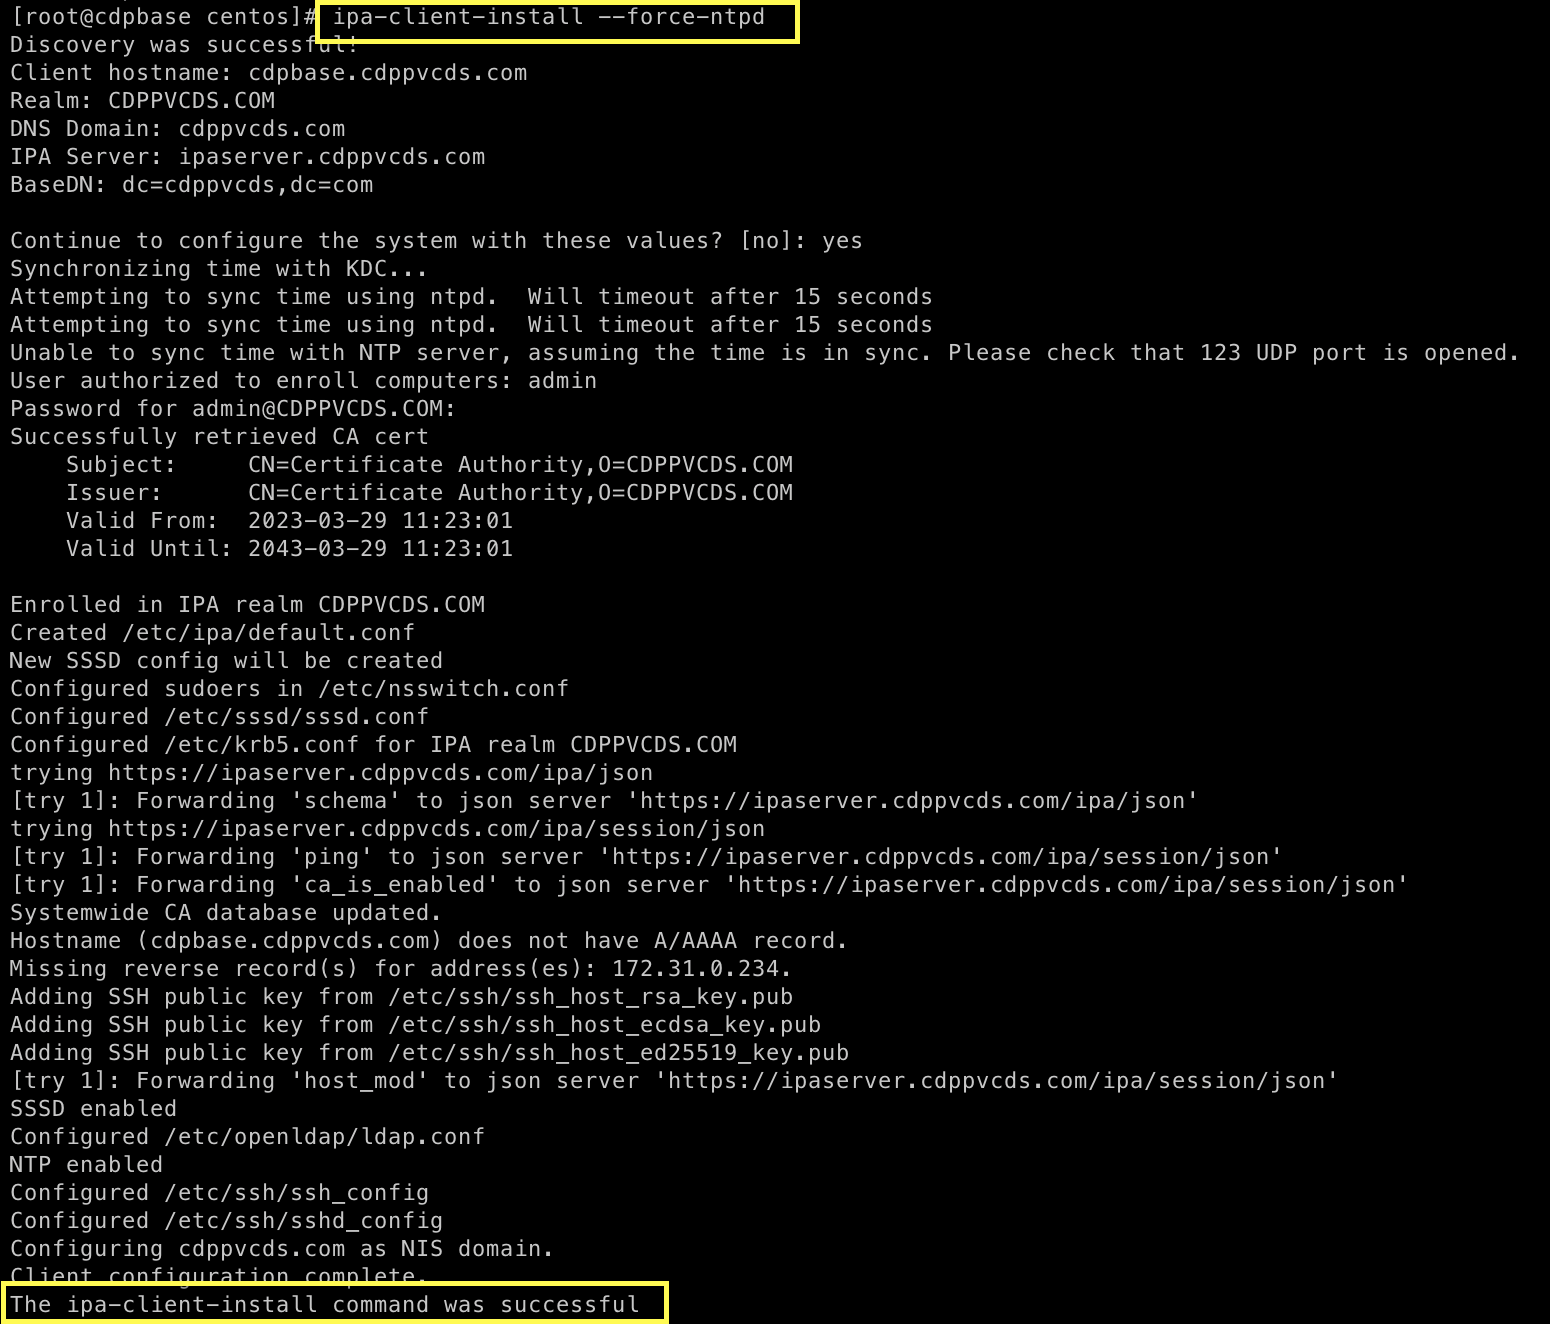 [root@cdpbase centos]# ipa-client-install --force-ntpd
Discovery was successful!
Client hostname: cdpbase.cdppvcds.com
Realm: CDPPVCDS.COM
DNS Domain: cdppvcds.com
IPA Server: ipaserver.cdppvcds.com
BaseDN: dc=cdppvcds,dc=com

Continue to configure the system with these values? [no]: yes
Synchronizing time with KDC...
Attempting to sync time using ntpd.  Will timeout after 15 seconds
Attempting to sync time using ntpd.  Will timeout after 15 seconds
Unable to sync time with NTP server, assuming the time is in sync. Please check that 123 UDP port is opened.
User authorized to enroll computers: admin
Password for admin@CDPPVCDS.COM:
Successfully retrieved CA cert
    Subject:     CN=Certificate Authority,O=CDPPVCDS.COM
    Issuer:      CN=Certificate Authority,O=CDPPVCDS.COM
    Valid From:  2023-03-29 11:23:01
    Valid Until: 2043-03-29 11:23:01

Enrolled in IPA realm CDPPVCDS.COM
Created /etc/ipa/default.conf
New SSSD config will be created
Configured sudoers in /etc/nsswitch.conf
Configured /etc/sssd/sssd.conf
Configured /etc/krb5.conf for IPA realm CDPPVCDS.COM
trying https://ipaserver.cdppvcds.com/ipa/json
[try 1]: Forwarding 'schema' to json server 'https://ipaserver.cdppvcds.com/ipa/json'
trying https://ipaserver.cdppvcds.com/ipa/session/json
[try 1]: Forwarding 'ping' to json server 'https://ipaserver.cdppvcds.com/ipa/session/json'
[try 1]: Forwarding 'ca_is_enabled' to json server 'https://ipaserver.cdppvcds.com/ipa/session/json'
Systemwide CA database updated.
Hostname (cdpbase.cdppvcds.com) does not have A/AAAA record.
Missing reverse record(s) for address(es): 172.31.0.234.
Adding SSH public key from /etc/ssh/ssh_host_rsa_key.pub
Adding SSH public key from /etc/ssh/ssh_host_ecdsa_key.pub
Adding SSH public key from /etc/ssh/ssh_host_ed25519_key.pub
[try 1]: Forwarding 'host_mod' to json server 'https://ipaserver.cdppvcds.com/ipa/session/json'
SSSD enabled
Configured /etc/openldap/ldap.conf
NTP enabled
Configured /etc/ssh/ssh_config
Configured /etc/ssh/sshd_config
Configuring cdppvcds.com as NIS domain.
Client configuration complete.
The ipa-client-install command was successful